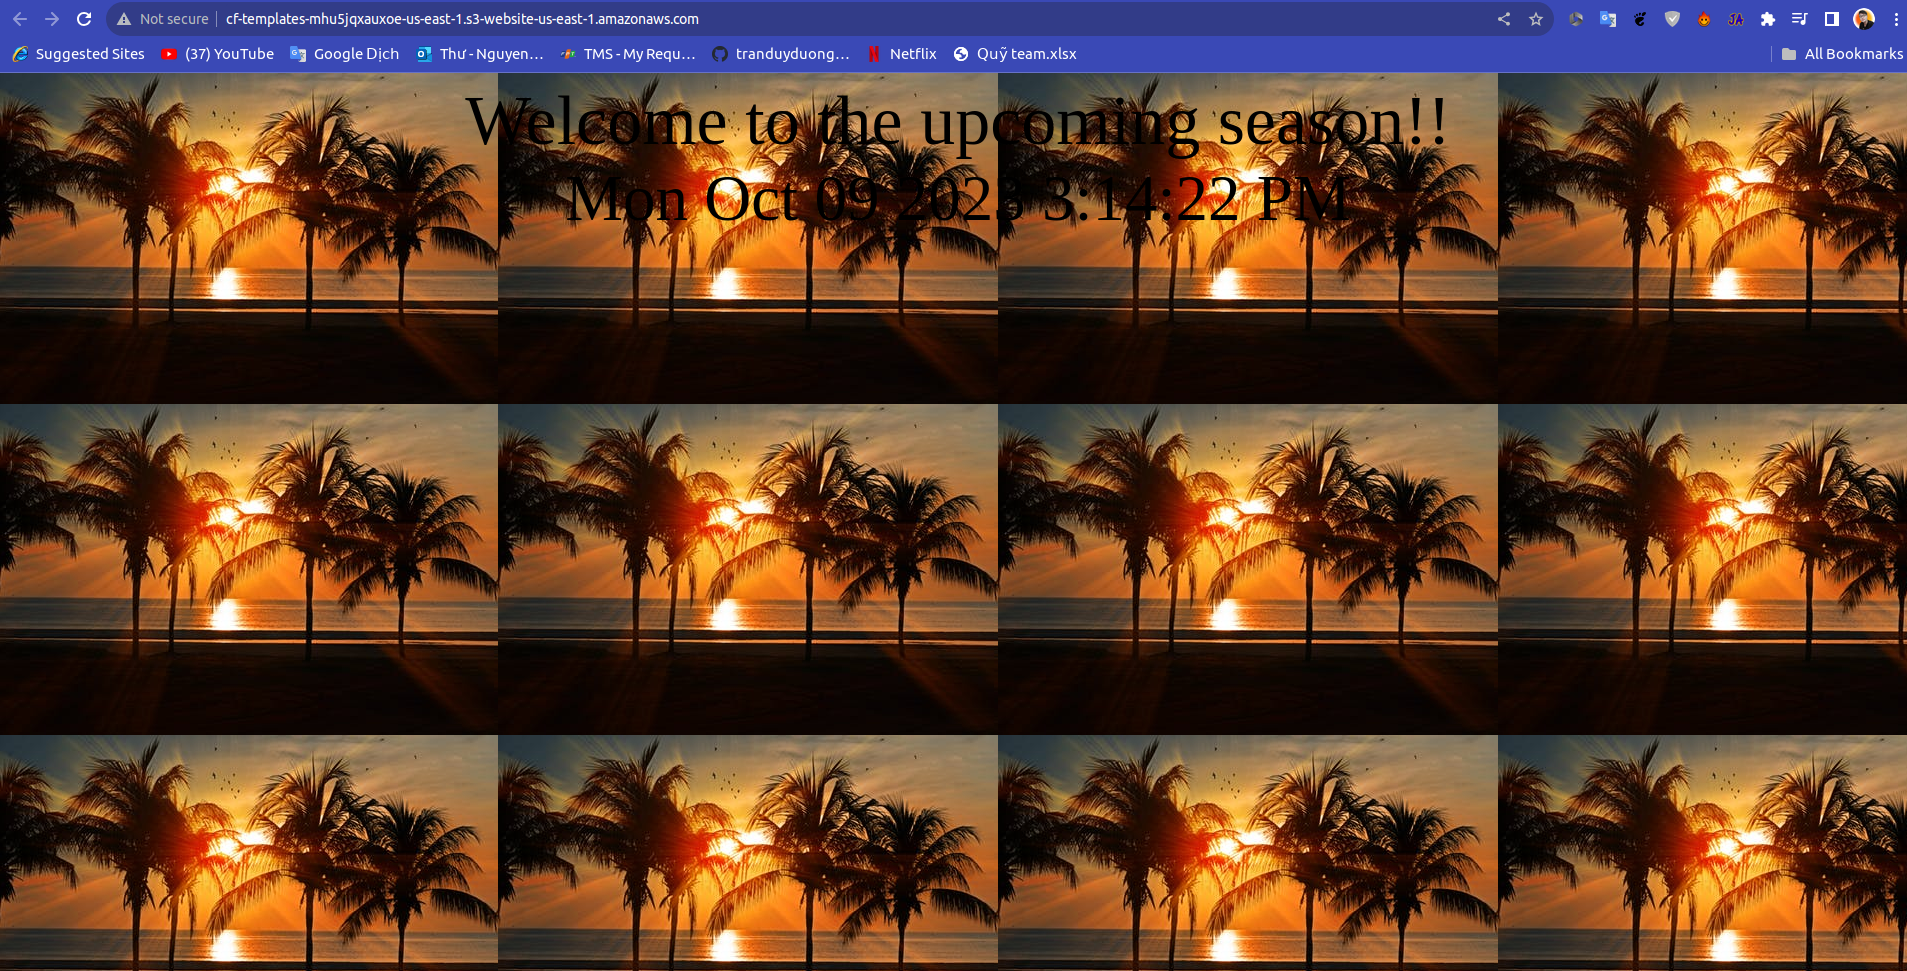 Not secure cf-templates-mhu5jqxauxoe-us-east-1.s3-website-us-east-1.amazonaws.com
Suggested Sites (37) YouTube Google Dịch Thư - Nguyen... TMS - My Requ... tranduyduong... Netflix Quỹ team.xlsx All Bookmarks
Welcome to the upcoming season!!
Mon Oct 09 2023 3:14:22 PM